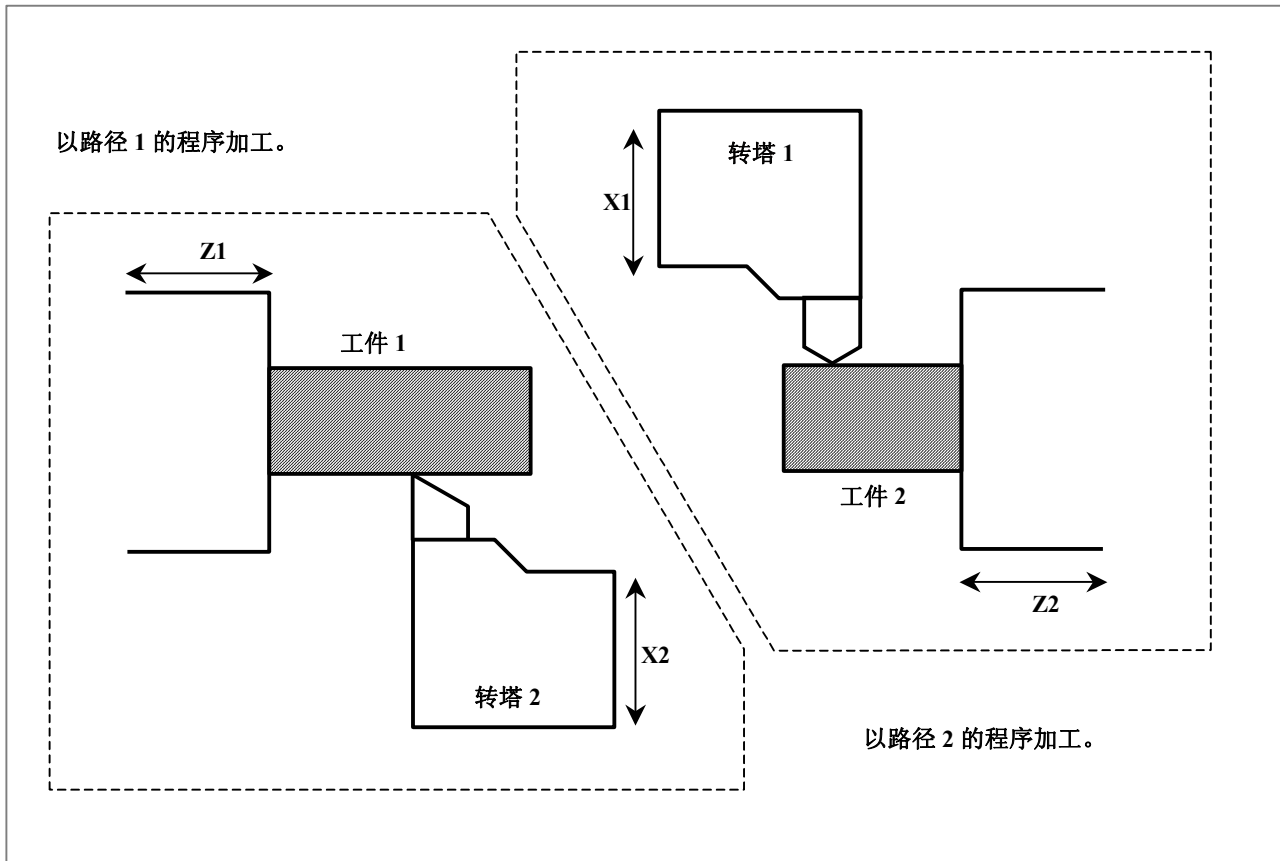 以路径 1 的程序加工。
转塔 1
X1
Z1
工件 1
工件 2
Z2
X2
转塔 2
以路径 2 的程序加工。